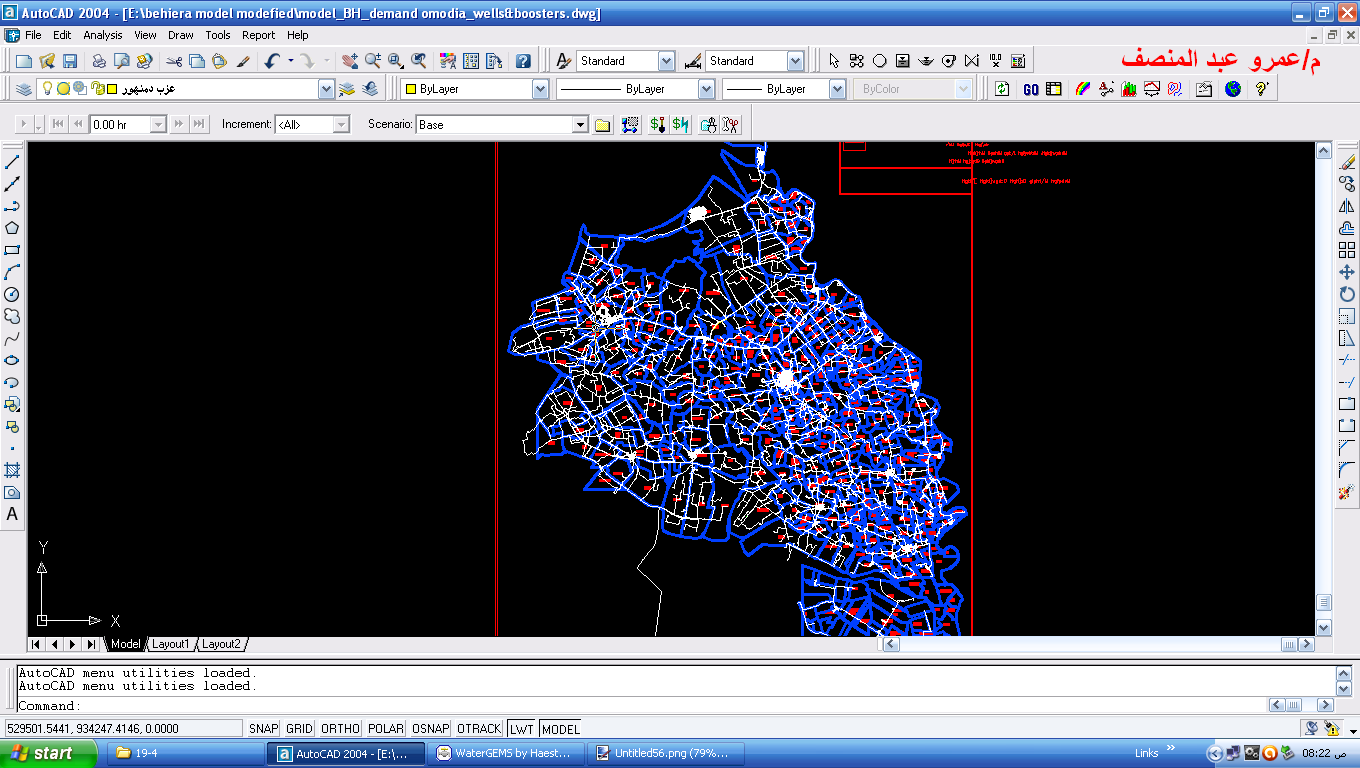 AutoCAD 2004 - [E:\behiera model modefied\model_BH_demand omodia_wells&boosters.dwg]
File Edit Analysis View Draw Tools Report Help
Standard Standard م/عمرو عبد المنصف
عزب دمنهور ByLayer ByLayer ByLayer ByColor GO
0.00 hr Increment: <All> Scenario: Base
A
Y
X
Model Layout1 Layout2
AutoCAD menu utilities loaded.
AutoCAD menu utilities loaded.
Command:
529501.5441, 934247.4146, 0.0000 SNAP GRID ORTHO POLAR OSNAP OTRACK LWT MODEL
start 19-4 AutoCAD 2004 - [E:\... WaterGEMS by Haest... Untitled56.png (79%... Links » 08:22 ص